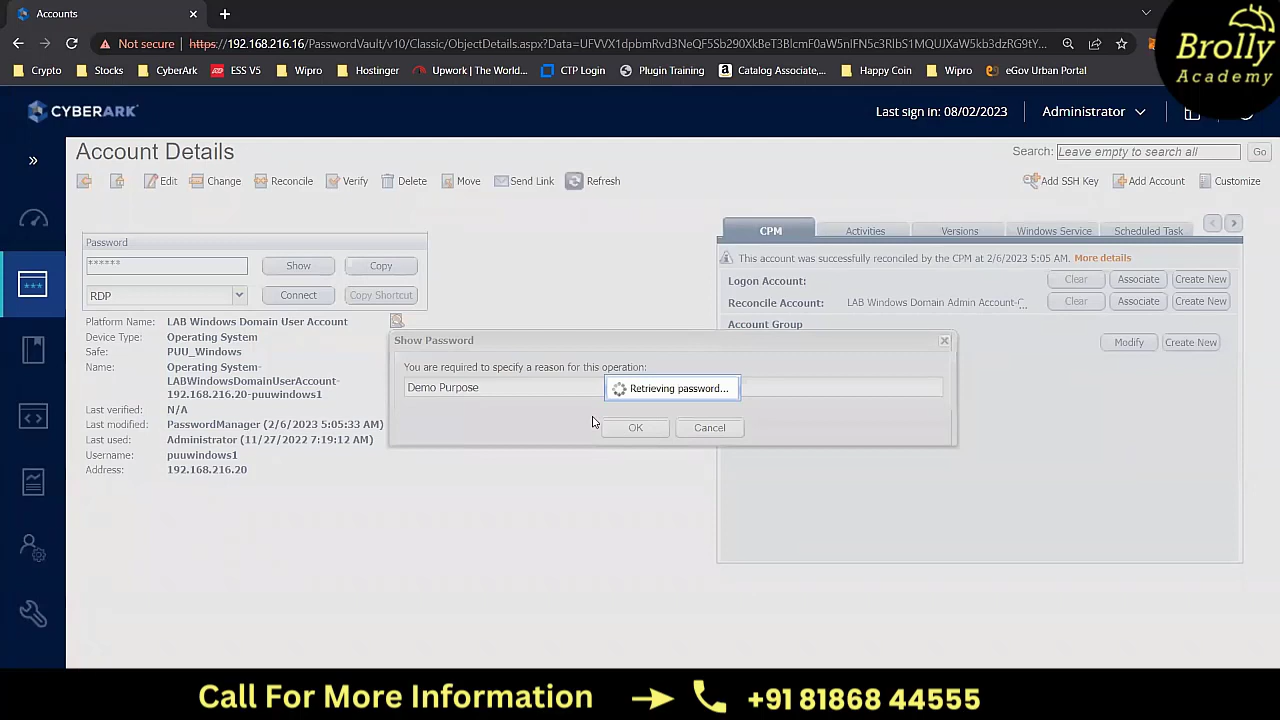 Accounts
Brolly
Academy
Not secure
https://192.168.216.16/PasswordVault/v10/Classic/ObjectDetails.aspx?Data=
Crypto
Stocks
CyberArk
ESS V5
Wipro
Hostinger
Upwork | The World...
CTP Login
Plugin Training
Catalog Associate,...
Happy Coin
Wipro
eGov Urban Portal
CYBERARK
Last sign in: 08/02/2023
Administrator
Account Details
Search:
Leave empty to search all
Go
Edit
Change
Reconcile
Verify
Delete
Move
Send Link
Refresh
Add SSH Key
Add Account
Customize
Password
******
Show
Copy
RDP
Connect
Copy Shortcut
Platform Name: LAB Windows Domain User Account
Device Type: Operating System
Safe: PUU_Windows
Name: Operating System-
LABWindowsDomainUserAccount-
192.168.216.20-puuwindows1
Last verified: N/A
Last modified: PasswordManager (2/6/2023 5:05:33 AM)
Last used: Administrator (11/27/2022 7:19:12 AM)
Username: puuwindows1
Address: 192.168.216.20
CPM
Activities
Versions
Windows Service
Scheduled Task
This account was successfully reconciled by the CPM at 2/6/2023 5:05 AM. More details
Logon Account:
Clear
Associate
Create New
Reconcile Account: LAB Windows Domain Admin Account-C...
Clear
Associate
Create New
Account Group
Modify
Create New
Show Password
You are required to specify a reason for this operation:
Demo Purpose
Retrieving password...
OK
Cancel
Call For More Information
+91 81868 44555